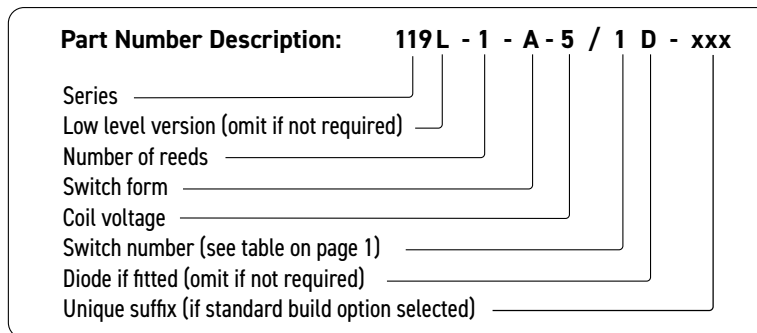 Part Number Description: 119L - 1 - A - 5 / 1 D - xxx
Series
Low level version (omit if not required)
Number of reeds
Switch form
Coil voltage
Switch number (see table on page 1)
Diode if fitted (omit if not required)
Unique suffix (if standard build option selected)